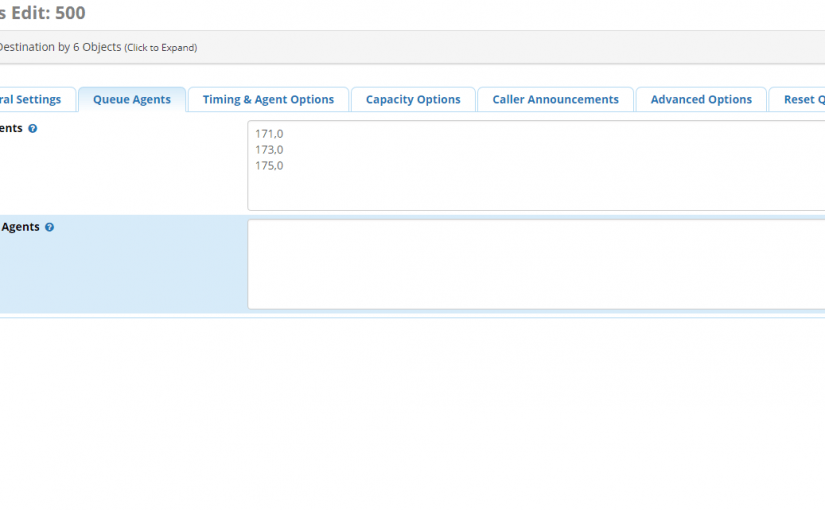 s Edit: 500
Destination by 6 Objects (Click to Expand)
ral Settings Queue Agents Timing & Agent Options Capacity Options Caller Announcements Advanced Options Reset Q
ents
171,0
173,0
175,0
Agents